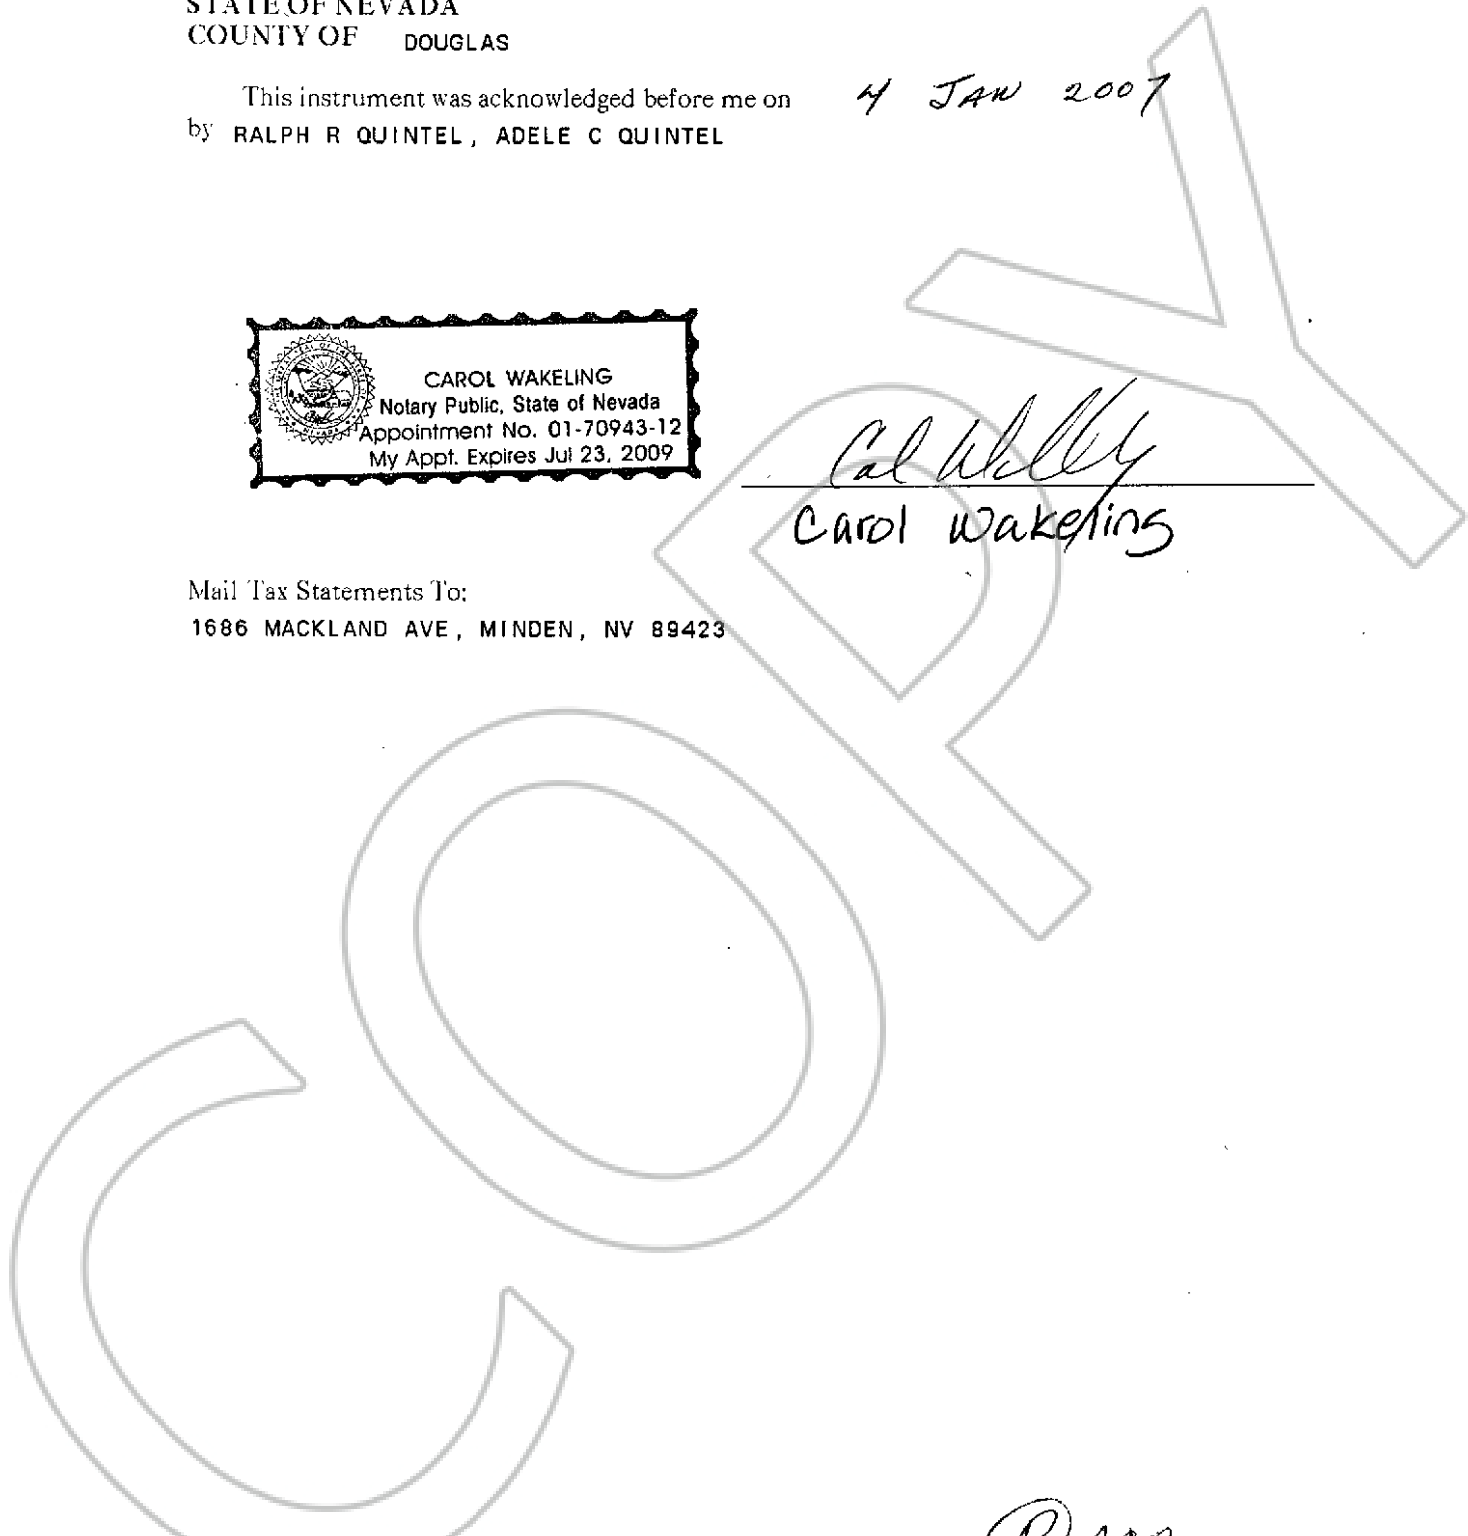 STATE OF NEVADA
COUNTY OF DOUGLAS
This instrument was acknowledged before me on 4 JAN 2007
by RALPH R QUINTEL, ADELE C QUINTEL
CAROL WAKELING
Notary Public, State of Nevada
Appointment No. 01-70943-12
My Appt. Expires Jul 23, 2009
Carol Wakeling
Mail Tax Statements To:
1686 MACKLAND AVE, MINDEN, NV 89423
COPY